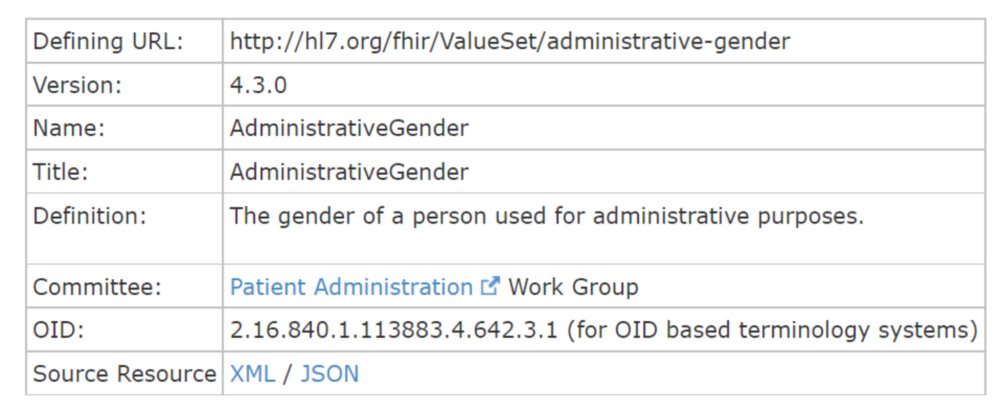 Defining URL: http://hl7.org/fhir/ValueSet/administrative-gender
Version: 4.3.0
Name: AdministrativeGender
Title: AdministrativeGender
Definition: The gender of a person used for administrative purposes.
Committee: Patient Administration Work Group
OID: 2.16.840.1.113883.4.642.3.1 (for OID based terminology systems)
Source Resource XML / JSON